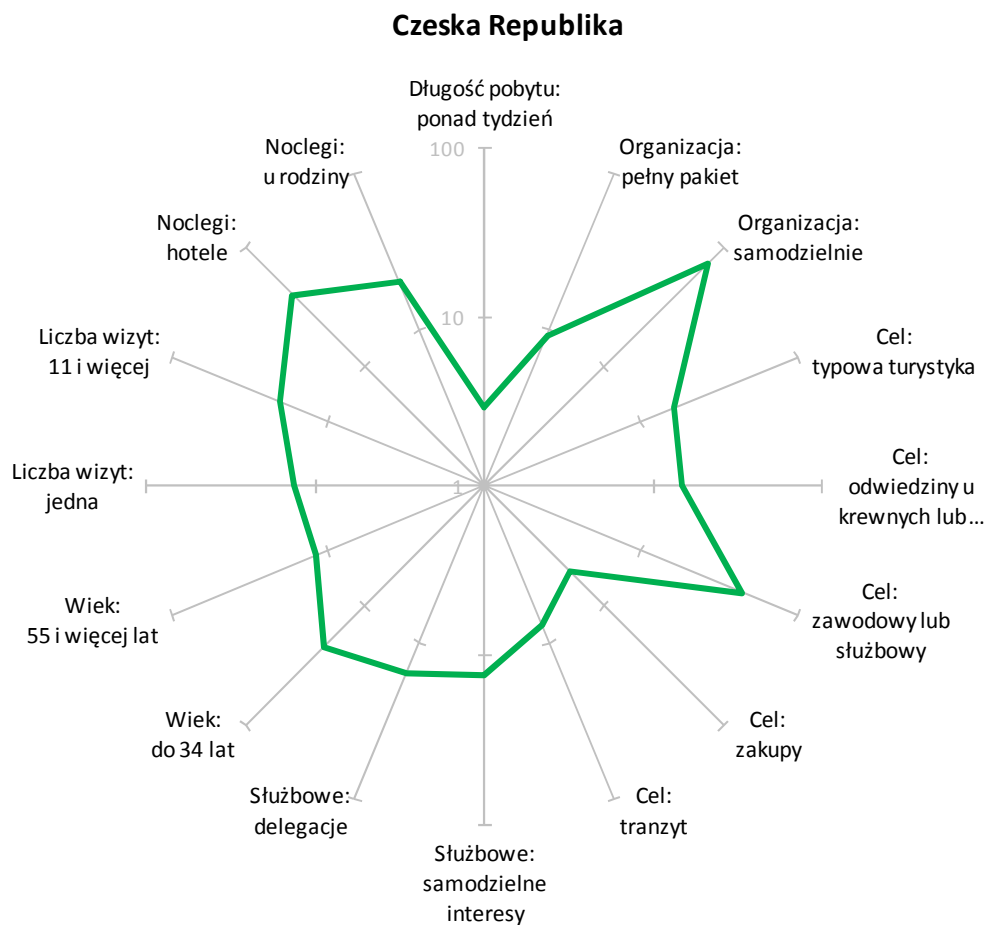 Czeska Republika
Długość pobytu:
ponad tydzień
Organizacja:
pełny pakiet
Organizacja:
samodzielnie
Cel:
typowa turystyka
Cel:
odwiedziny u
krewnych lub...
Cel:
zawodowy lub
służbowy
Cel:
zakupy
Cel:
tranzyt
Służbowe:
samodzielne
interesy
Służbowe:
delegacje
Wiek:
do 34 lat
Wiek:
55 i więcej lat
Liczba wizyt:
jedna
Liczba wizyt:
11 i więcej
Noclegi:
hotele
Noclegi:
u rodziny
100
10
1